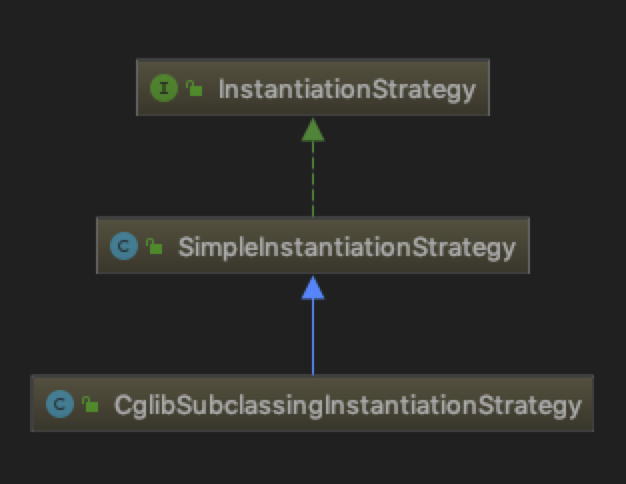 I InstantiationStrategy
C SimpleInstantiationStrategy
C CglibSubclassingInstantiationStrategy